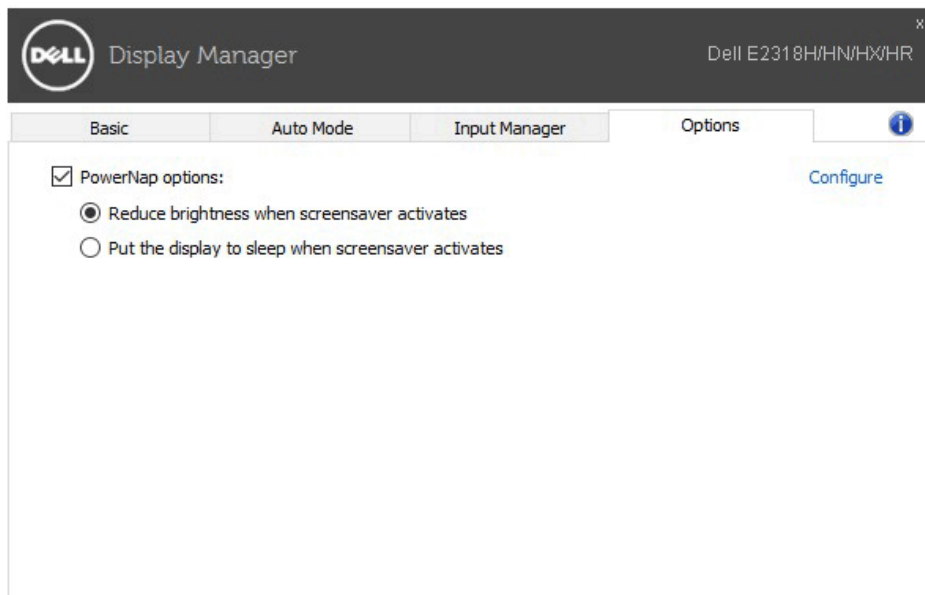 x
DELL Display Manager Dell E2318H/HN/HX/HR
Basic Auto Mode Input Manager Options i
PowerNap options: Configure
Reduce brightness when screensaver activates
Put the display to sleep when screensaver activates